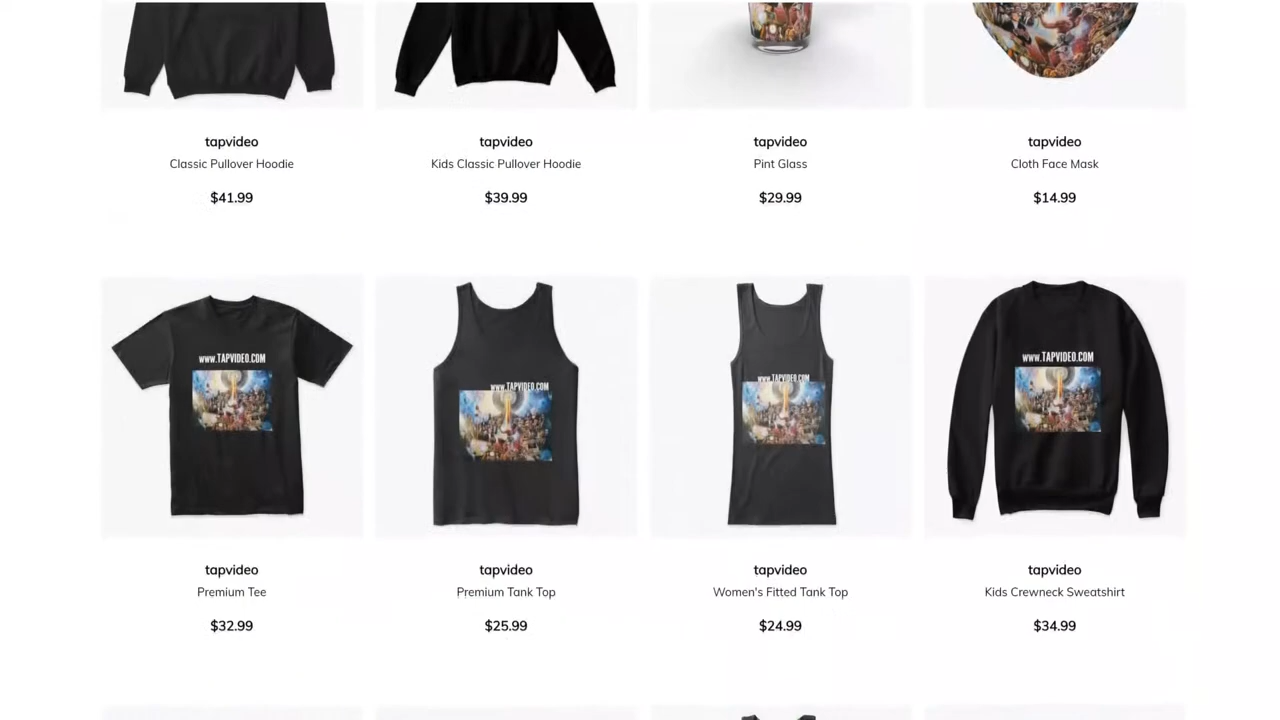 tapvideo
Classic Pullover Hoodie
$41.99
tapvideo
Kids Classic Pullover Hoodie
$39.99
tapvideo
Pint Glass
$29.99
tapvideo
Cloth Face Mask
$14.99
www.TAPVIDEO.COM
www.TAPVIDEO.COM
www.TAPVIDEO.COM
www.TAPVIDEO.COM
tapvideo
Premium Tee
$32.99
tapvideo
Premium Tank Top
$25.99
tapvideo
Women's Fitted Tank Top
$24.99
tapvideo
Kids Crewneck Sweatshirt
$34.99